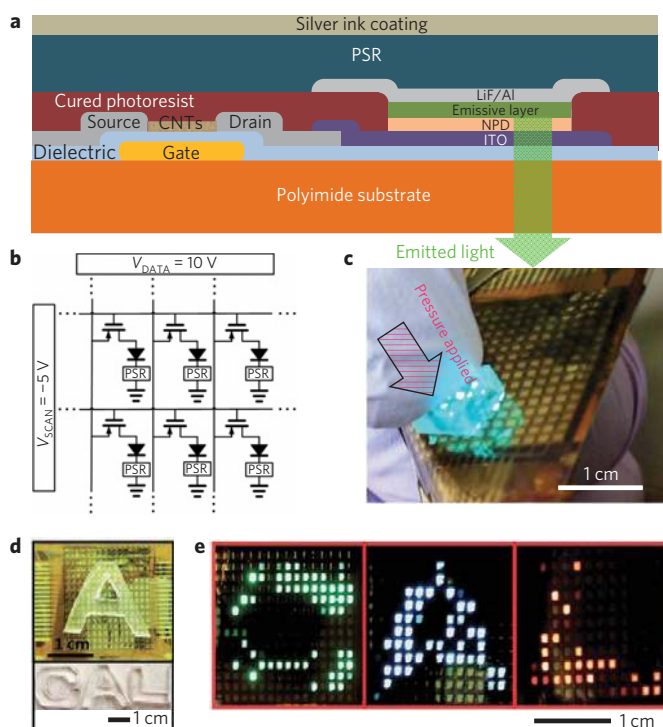 a
Silver ink coating
PSR
LiF/Al
Cured photoresist
Emissive layer
Source CNTs Drain
NPD
ITO
Dielectric Gate
Polyimide substrate
Emitted light
b
V_DATA = 10 V
V_SCAN = −5 V
PSR PSR PSR
PSR PSR PSR
c
Pressure applied
1 cm
d
A
1 cm
CAL
1 cm
e
C A L
1 cm